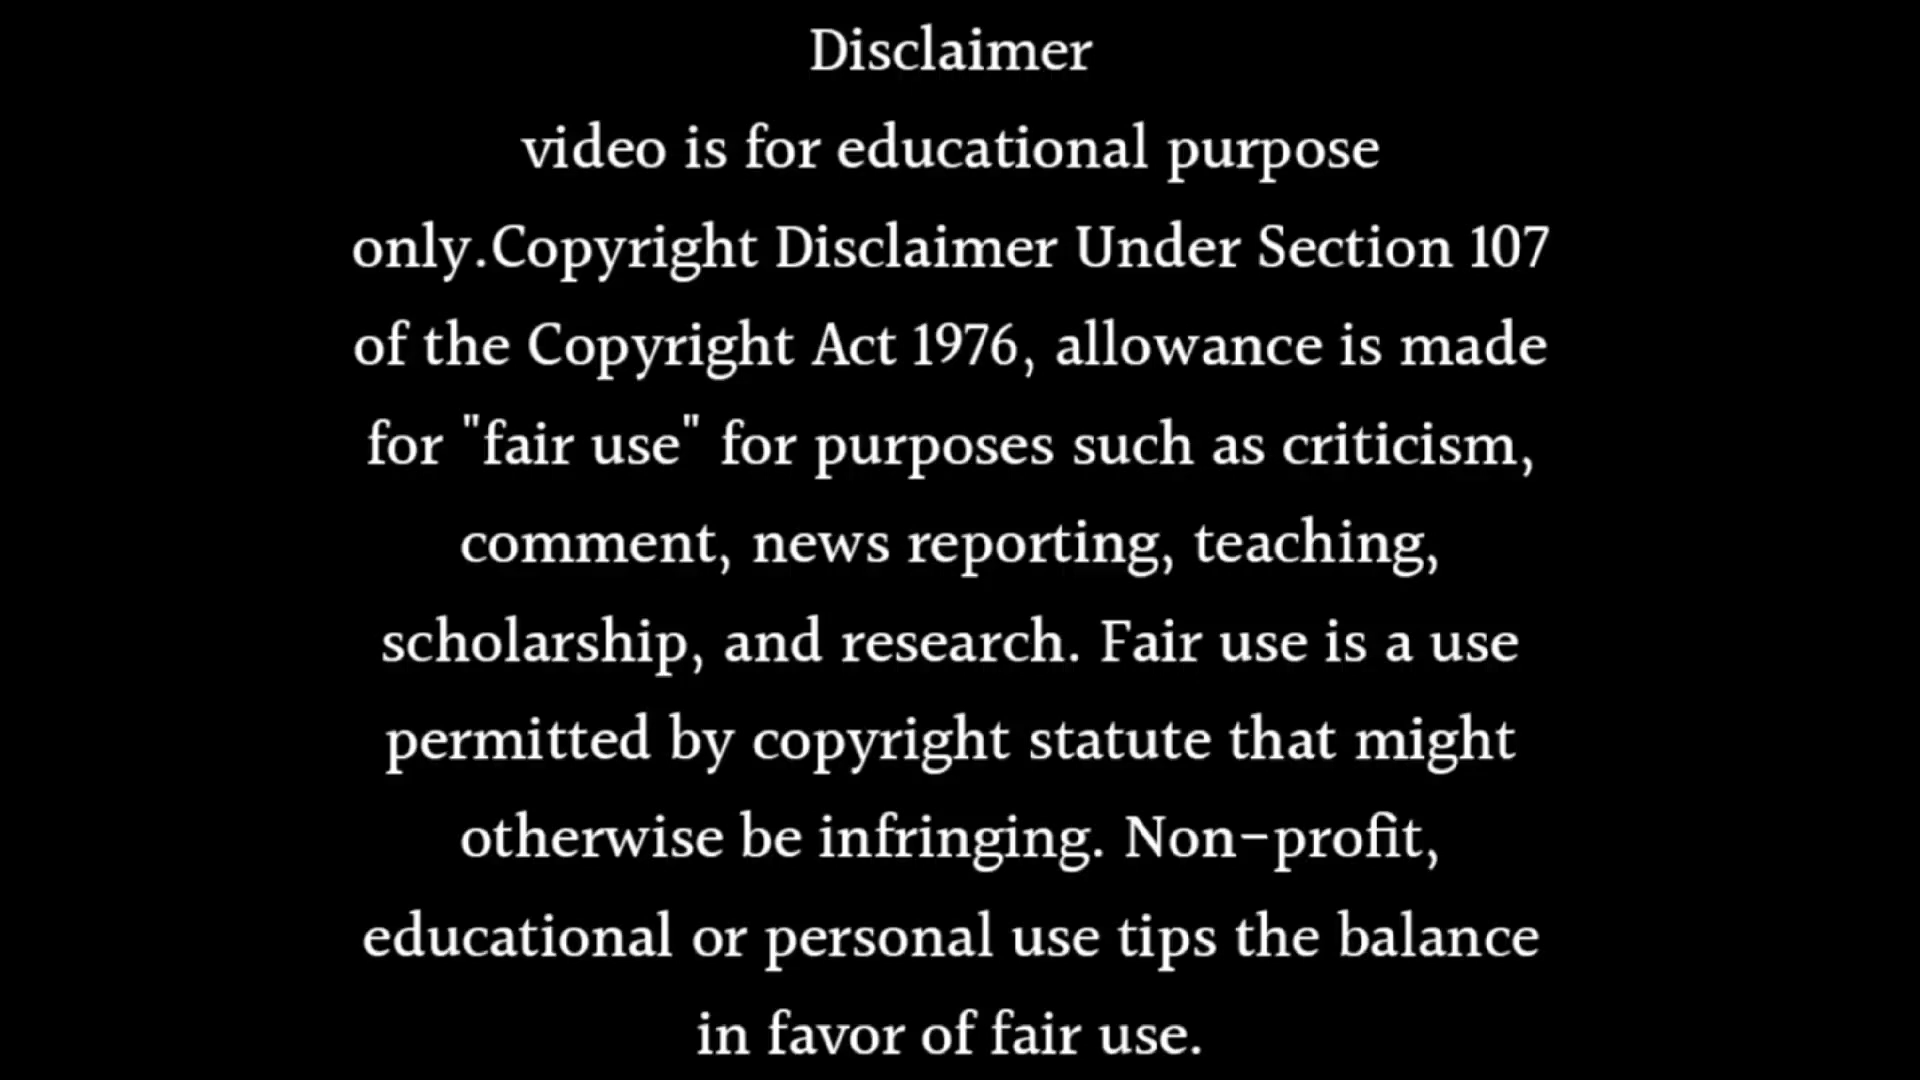 Disclaimer
video is for educational purpose
only.Copyright Disclaimer Under Section 107
of the Copyright Act 1976, allowance is made
for "fair use" for purposes such as criticism,
comment, news reporting, teaching,
scholarship, and research. Fair use is a use
permitted by copyright statute that might
otherwise be infringing. Non-profit,
educational or personal use tips the balance
in favor of fair use.